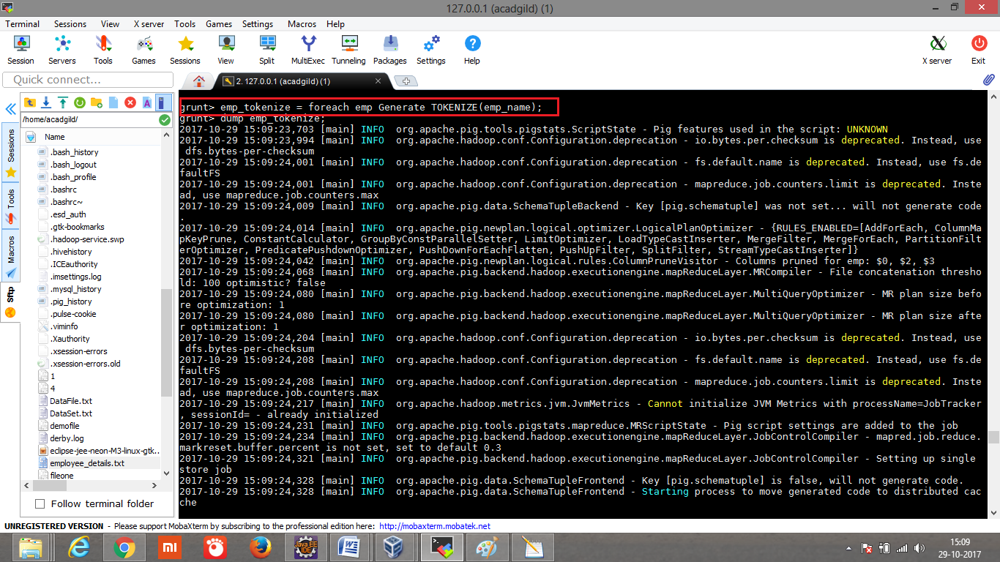 127.0.0.1 (acadgild) (1)
Terminal Sessions View X server Tools Games Settings Macros Help
Session Servers Tools Games Sessions View Split MultiExec Tunneling Packages Settings Help X server Exit
Quick connect...
2. 127.0.0.1 (acadgild) (1)
/home/acadgild/
Sessions
Tools
Macros
Sftp
Name
.bash_history
.bash_logout
.bash_profile
.bashrc
.bashrc~
.esd_auth
.gtk-bookmarks
.hadoop-service.swp
.hivehistory
.ICEauthority
.imsettings.log
.mysql_history
.pig_history
.pulse-cookie
.viminfo
.Xauthority
.xsession-errors
.xsession-errors.old
1
4
DataFile.txt
DataSet.txt
demofile
derby.log
eclipse-jee-neon-M3-linux-gtk...
employee_details.txt
fileone
Follow terminal folder
grunt> emp_tokenize = foreach emp Generate TOKENIZE(emp_name);
grunt> dump emp_tokenize;
2017-10-29 15:09:23,703 [main] INFO  org.apache.pig.tools.pigstats.ScriptState - Pig features used in the script: UNKNOWN
2017-10-29 15:09:23,994 [main] INFO  org.apache.hadoop.conf.Configuration.deprecation - io.bytes.per.checksum is deprecated. Instead, use
dfs.bytes-per-checksum
2017-10-29 15:09:24,001 [main] INFO  org.apache.hadoop.conf.Configuration.deprecation - fs.default.name is deprecated. Instead, use fs.de
faultFS
2017-10-29 15:09:24,001 [main] INFO  org.apache.hadoop.conf.Configuration.deprecation - mapreduce.job.counters.limit is deprecated. Inste
ad, use mapreduce.job.counters.max
2017-10-29 15:09:24,009 [main] INFO  org.apache.pig.data.SchemaTupleBackend - Key [pig.schematuple] was not set... will not generate code
.
2017-10-29 15:09:24,014 [main] INFO  org.apache.pig.newplan.logical.optimizer.LogicalPlanOptimizer - {RULES_ENABLED=[AddForEach, ColumnMa
pKeyPrune, ConstantCalculator, GroupByConstParallelSetter, LimitOptimizer, LoadTypeCastInserter, MergeFilter, MergeForEach, PartitionFilt
erOptimizer, PredicatePushdownOptimizer, PushDownForEachFlatten, PushUpFilter, SplitFilter, StreamTypeCastInserter]}
2017-10-29 15:09:24,042 [main] INFO  org.apache.pig.newplan.logical.rules.ColumnPruneVisitor - Columns pruned for emp: $0, $2, $3
2017-10-29 15:09:24,068 [main] INFO  org.apache.pig.backend.hadoop.executionengine.mapReduceLayer.MRCompiler - File concatenation thresho
ld: 100 optimistic? false
2017-10-29 15:09:24,080 [main] INFO  org.apache.pig.backend.hadoop.executionengine.mapReduceLayer.MultiQueryOptimizer - MR plan size befo
re optimization: 1
2017-10-29 15:09:24,080 [main] INFO  org.apache.pig.backend.hadoop.executionengine.mapReduceLayer.MultiQueryOptimizer - MR plan size afte
r optimization: 1
2017-10-29 15:09:24,204 [main] INFO  org.apache.hadoop.conf.Configuration.deprecation - io.bytes.per.checksum is deprecated. Instead, use
dfs.bytes-per-checksum
2017-10-29 15:09:24,208 [main] INFO  org.apache.hadoop.conf.Configuration.deprecation - fs.default.name is deprecated. Instead, use fs.de
faultFS
2017-10-29 15:09:24,208 [main] INFO  org.apache.hadoop.conf.Configuration.deprecation - mapreduce.job.counters.limit is deprecated. Inste
ad, use mapreduce.job.counters.max
2017-10-29 15:09:24,217 [main] INFO  org.apache.hadoop.metrics.jvm.JvmMetrics - Cannot initialize JVM Metrics with processName=JobTracker
, sessionId= - already initialized
2017-10-29 15:09:24,231 [main] INFO  org.apache.pig.tools.pigstats.mapreduce.MRScriptState - Pig script settings are added to the job
2017-10-29 15:09:24,234 [main] INFO  org.apache.pig.backend.hadoop.executionengine.mapReduceLayer.JobControlCompiler - mapred.job.reduce.
markreset.buffer.percent is not set, set to default 0.3
2017-10-29 15:09:24,321 [main] INFO  org.apache.pig.backend.hadoop.executionengine.mapReduceLayer.JobControlCompiler - Setting up single
store job
2017-10-29 15:09:24,328 [main] INFO  org.apache.pig.data.SchemaTupleFrontend - Key [pig.schematuple] is false, will not generate code.
2017-10-29 15:09:24,328 [main] INFO  org.apache.pig.data.SchemaTupleFrontend - Starting process to move generated code to distributed cac
che
UNREGISTERED VERSION - Please support MobaXterm by subscribing to the professional edition here: http://mobaxterm.mobatek.net
Java EE
IDE
15:09
29-10-2017